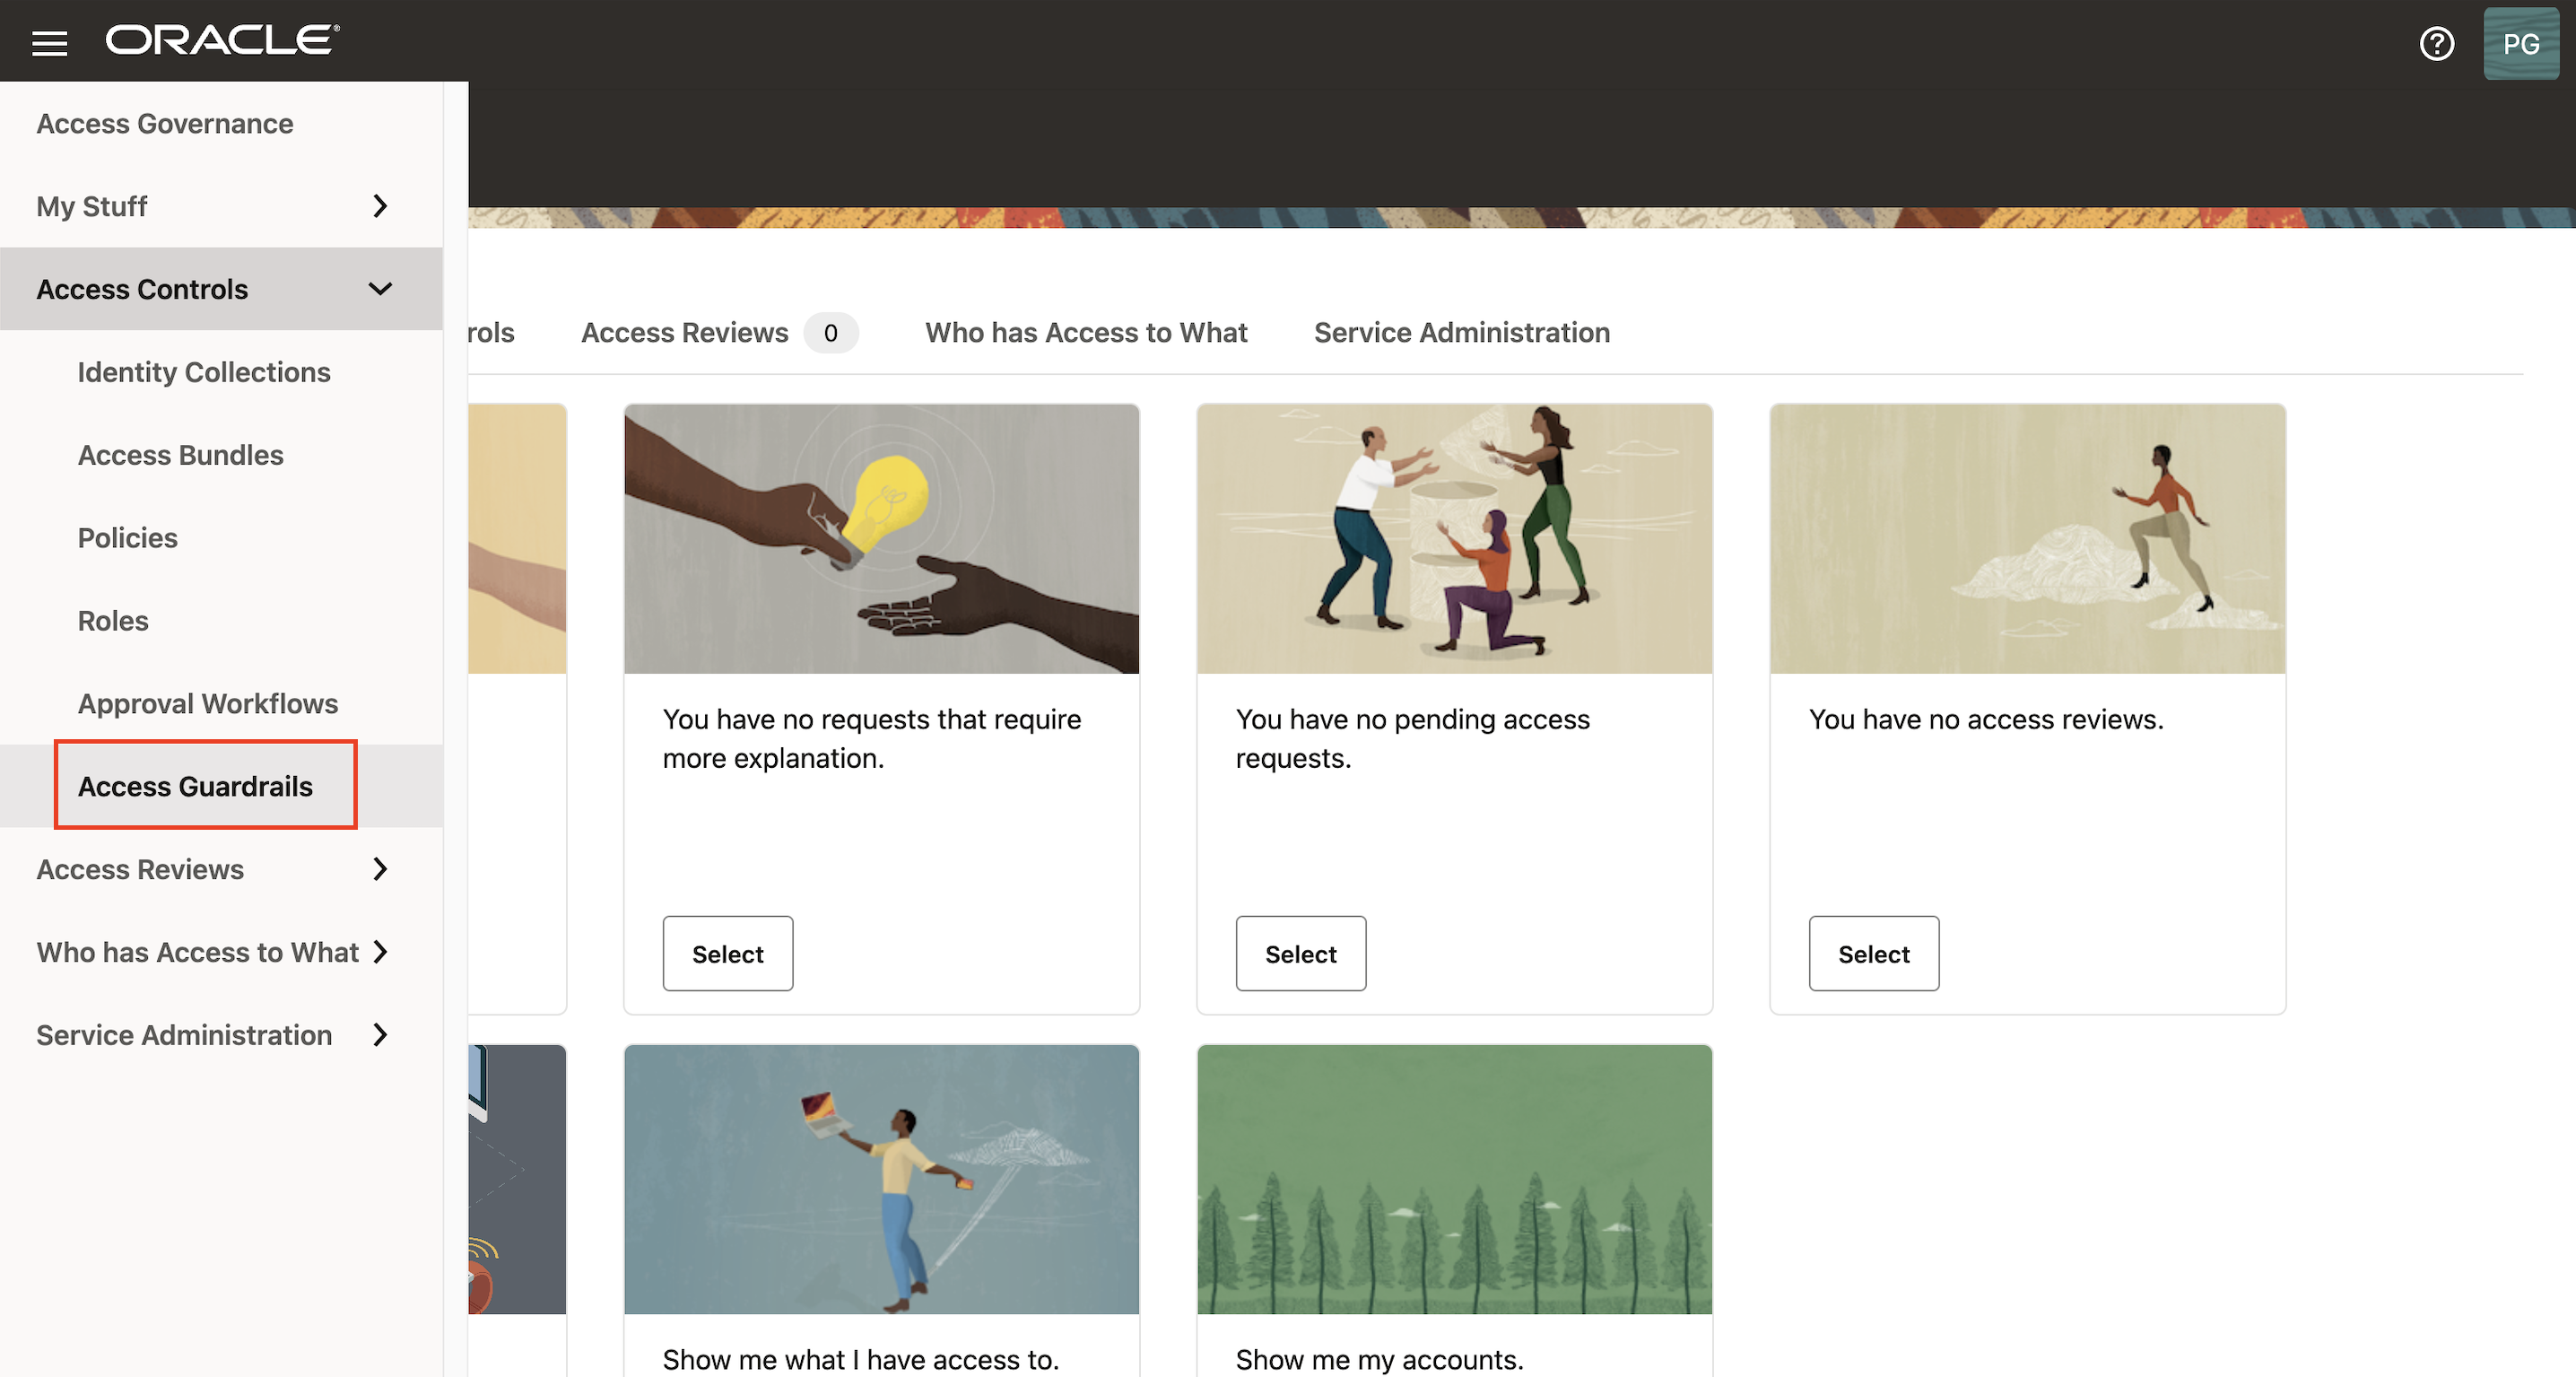 ORACLE
PG
Access Governance
My Stuff
Access Controls
Identity Collections
Access Bundles
Policies
Roles
Approval Workflows
Access Guardrails
Access Reviews
Who has Access to What
Service Administration
rols
Access Reviews 0
Who has Access to What
Service Administration
You have no requests that require
more explanation.
Select
You have no pending access
requests.
Select
You have no access reviews.
Select
Show me what I have access to.
Show me my accounts.